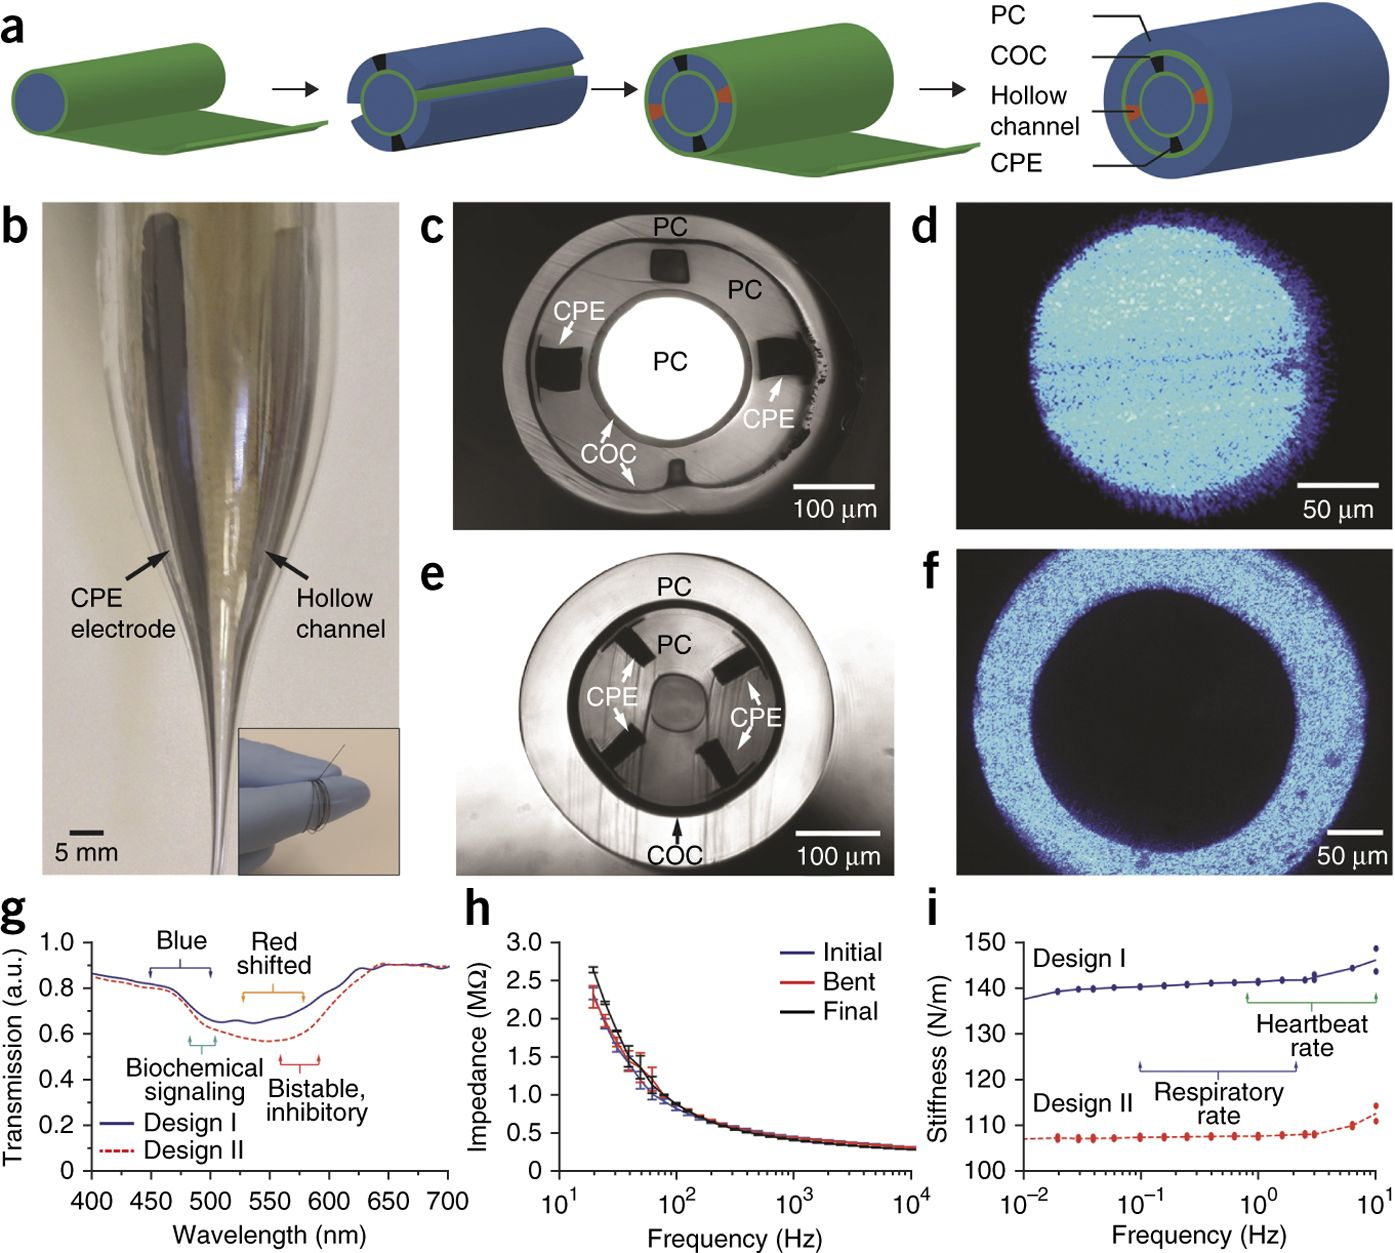 a
PC
COC
Hollow
channel
CPE
b
CPE
electrode
Hollow
channel
5 mm
c
PC
PC
CPE
PC
CPE
COC
100 μm
d
50 μm
e
PC
PC
CPE
CPE
COC
100 μm
f
50 μm
g
Transmission (a.u.)
1.0
0.8
0.6
0.4
0.2
0
Blue
Red
shifted
Biochemical
signaling
Bistable,
inhibitory
Design I
Design II
400 450 500 550 600 650 700
Wavelength (nm)
h
Impedance (MΩ)
3.0
2.5
2.0
1.5
1.0
0.5
0
Initial
Bent
Final
10¹ 10² 10³ 10⁴
Frequency (Hz)
i
Stiffness (N/m)
150
140
130
120
110
100
Design I
Heartbeat
rate
Respiratory
rate
Design II
10⁻² 10⁻¹ 10⁰ 10¹
Frequency (Hz)